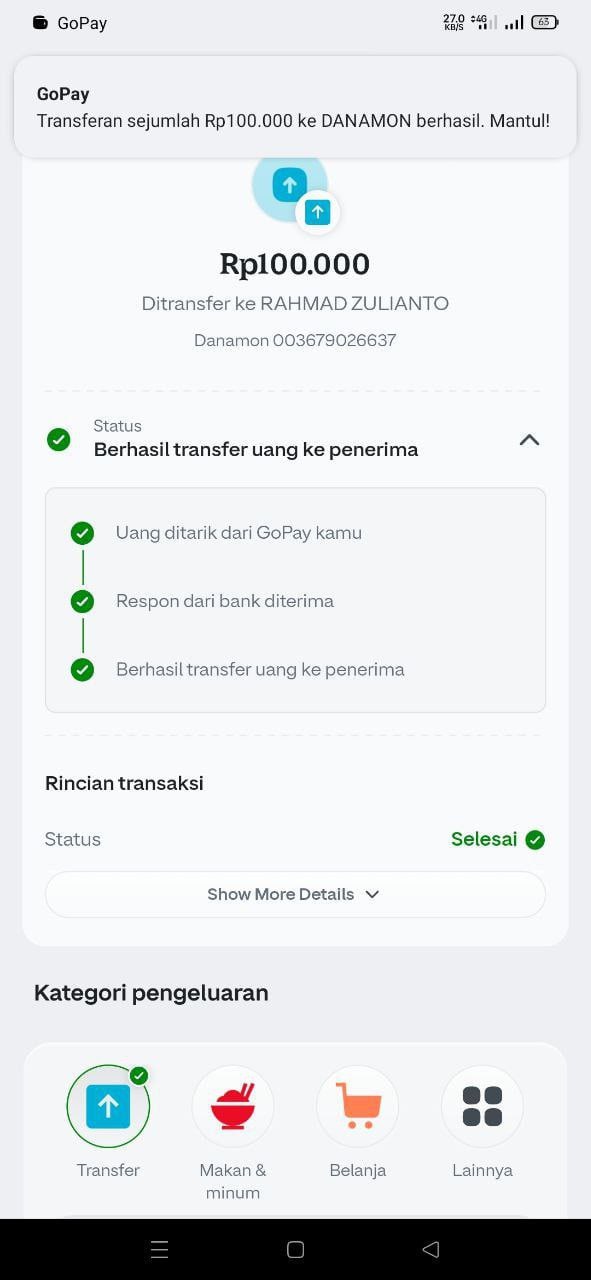 GoPay
27.0 KB/S 4G 63
GoPay
Transferan sejumlah Rp100.000 ke DANAMON berhasil. Mantul!
Rp100.000
Ditransfer ke RAHMAD ZULIANTO
Danamon 003679026637
Status
Berhasil transfer uang ke penerima
Uang ditarik dari GoPay kamu
Respon dari bank diterima
Berhasil transfer uang ke penerima
Rincian transaksi
Status
Selesai
Show More Details
Kategori pengeluaran
Transfer
Makan &
minum
Belanja
Lainnya